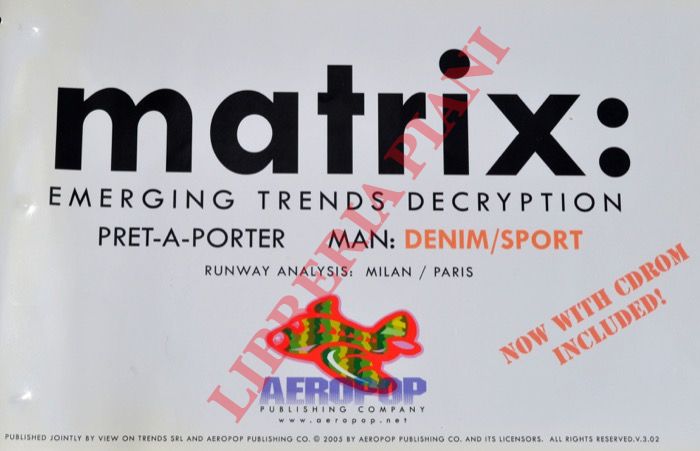 matrix:
EMERGING TRENDS DECRYPTION
PRET-A-PORTER MAN: DENIM/SPORT
RUNWAY ANALYSIS: MILAN / PARIS
NOW WITH CDROM
INCLUDED!
AEROPOP
PUBLISHING COMPANY
www.aeropop.net
PUBLISHED JOINTLY BY VIEW ON TRENDS SRL AND AEROPOP PUBLISHING CO. © 2005 BY AEROPOP PUBLISHING CO. AND ITS LICENSORS. ALL RIGHTS RESERVED.V.3.02
LIBRERIA PIANI